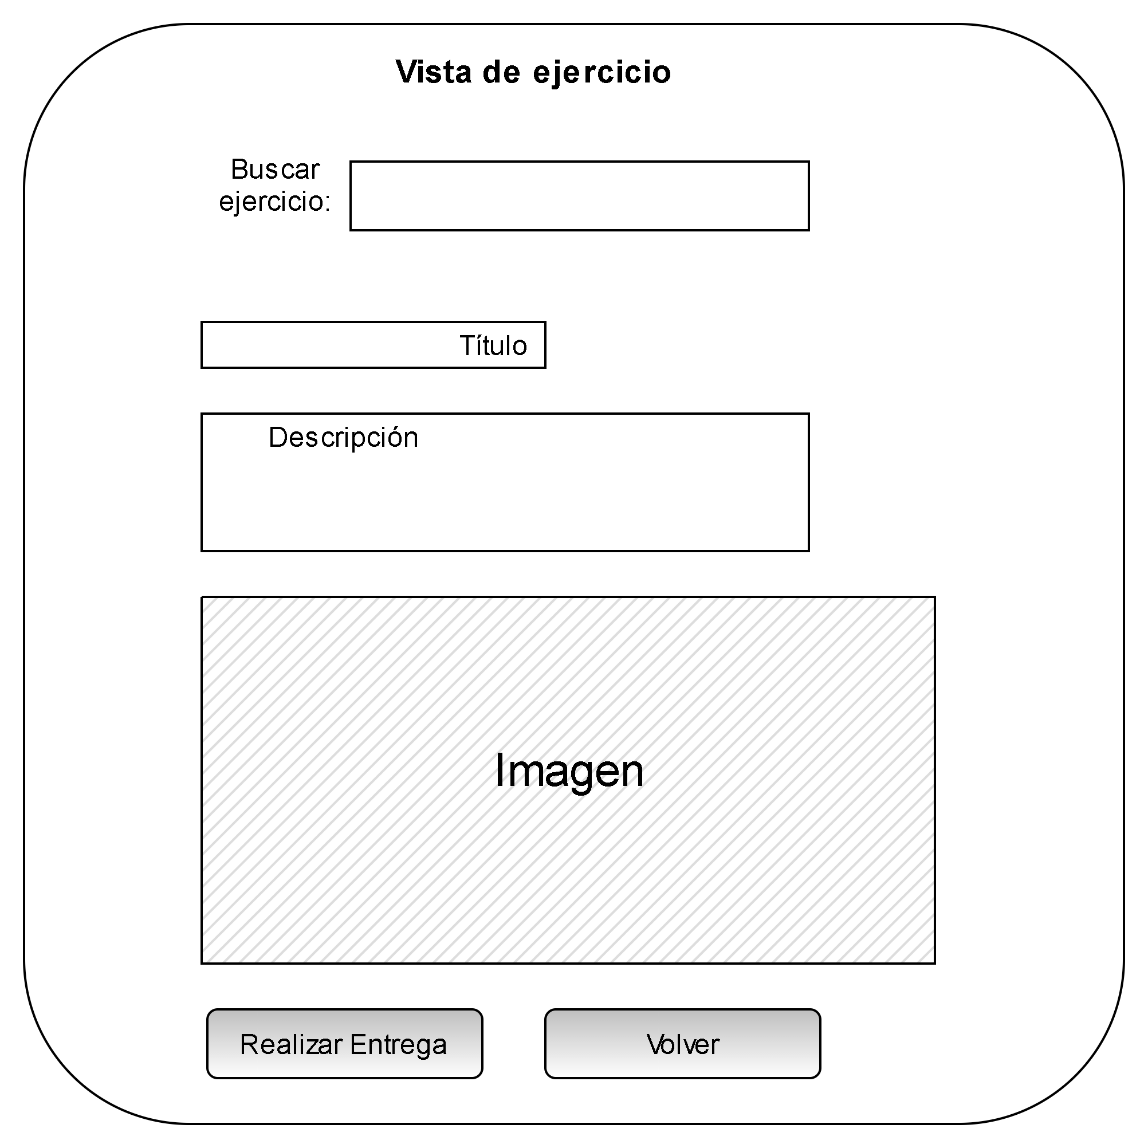 Vista de ejercicio
Buscar
ejercicio:
Título
Descripción
Imagen
Realizar Entrega
Volver